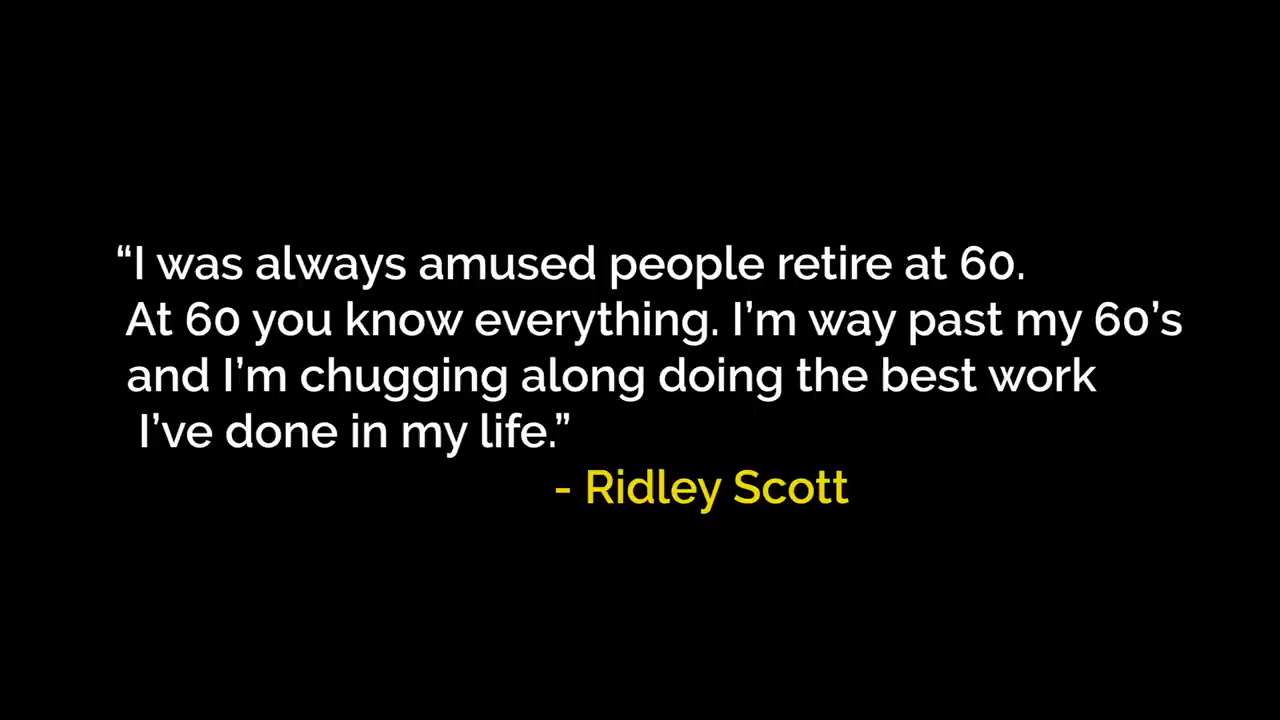 “I was always amused people retire at 60.
At 60 you know everything. I’m way past my 60’s
and I’m chugging along doing the best work
I’ve done in my life.”
- Ridley Scott